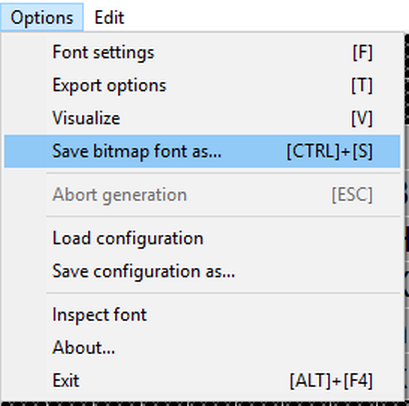 Options Edit
Font settings [F]
Export options [T]
Visualize [V]
Save bitmap font as... [CTRL]+[S]
Abort generation [ESC]
Load configuration
Save configuration as...
Inspect font
About...
Exit [ALT]+[F4]